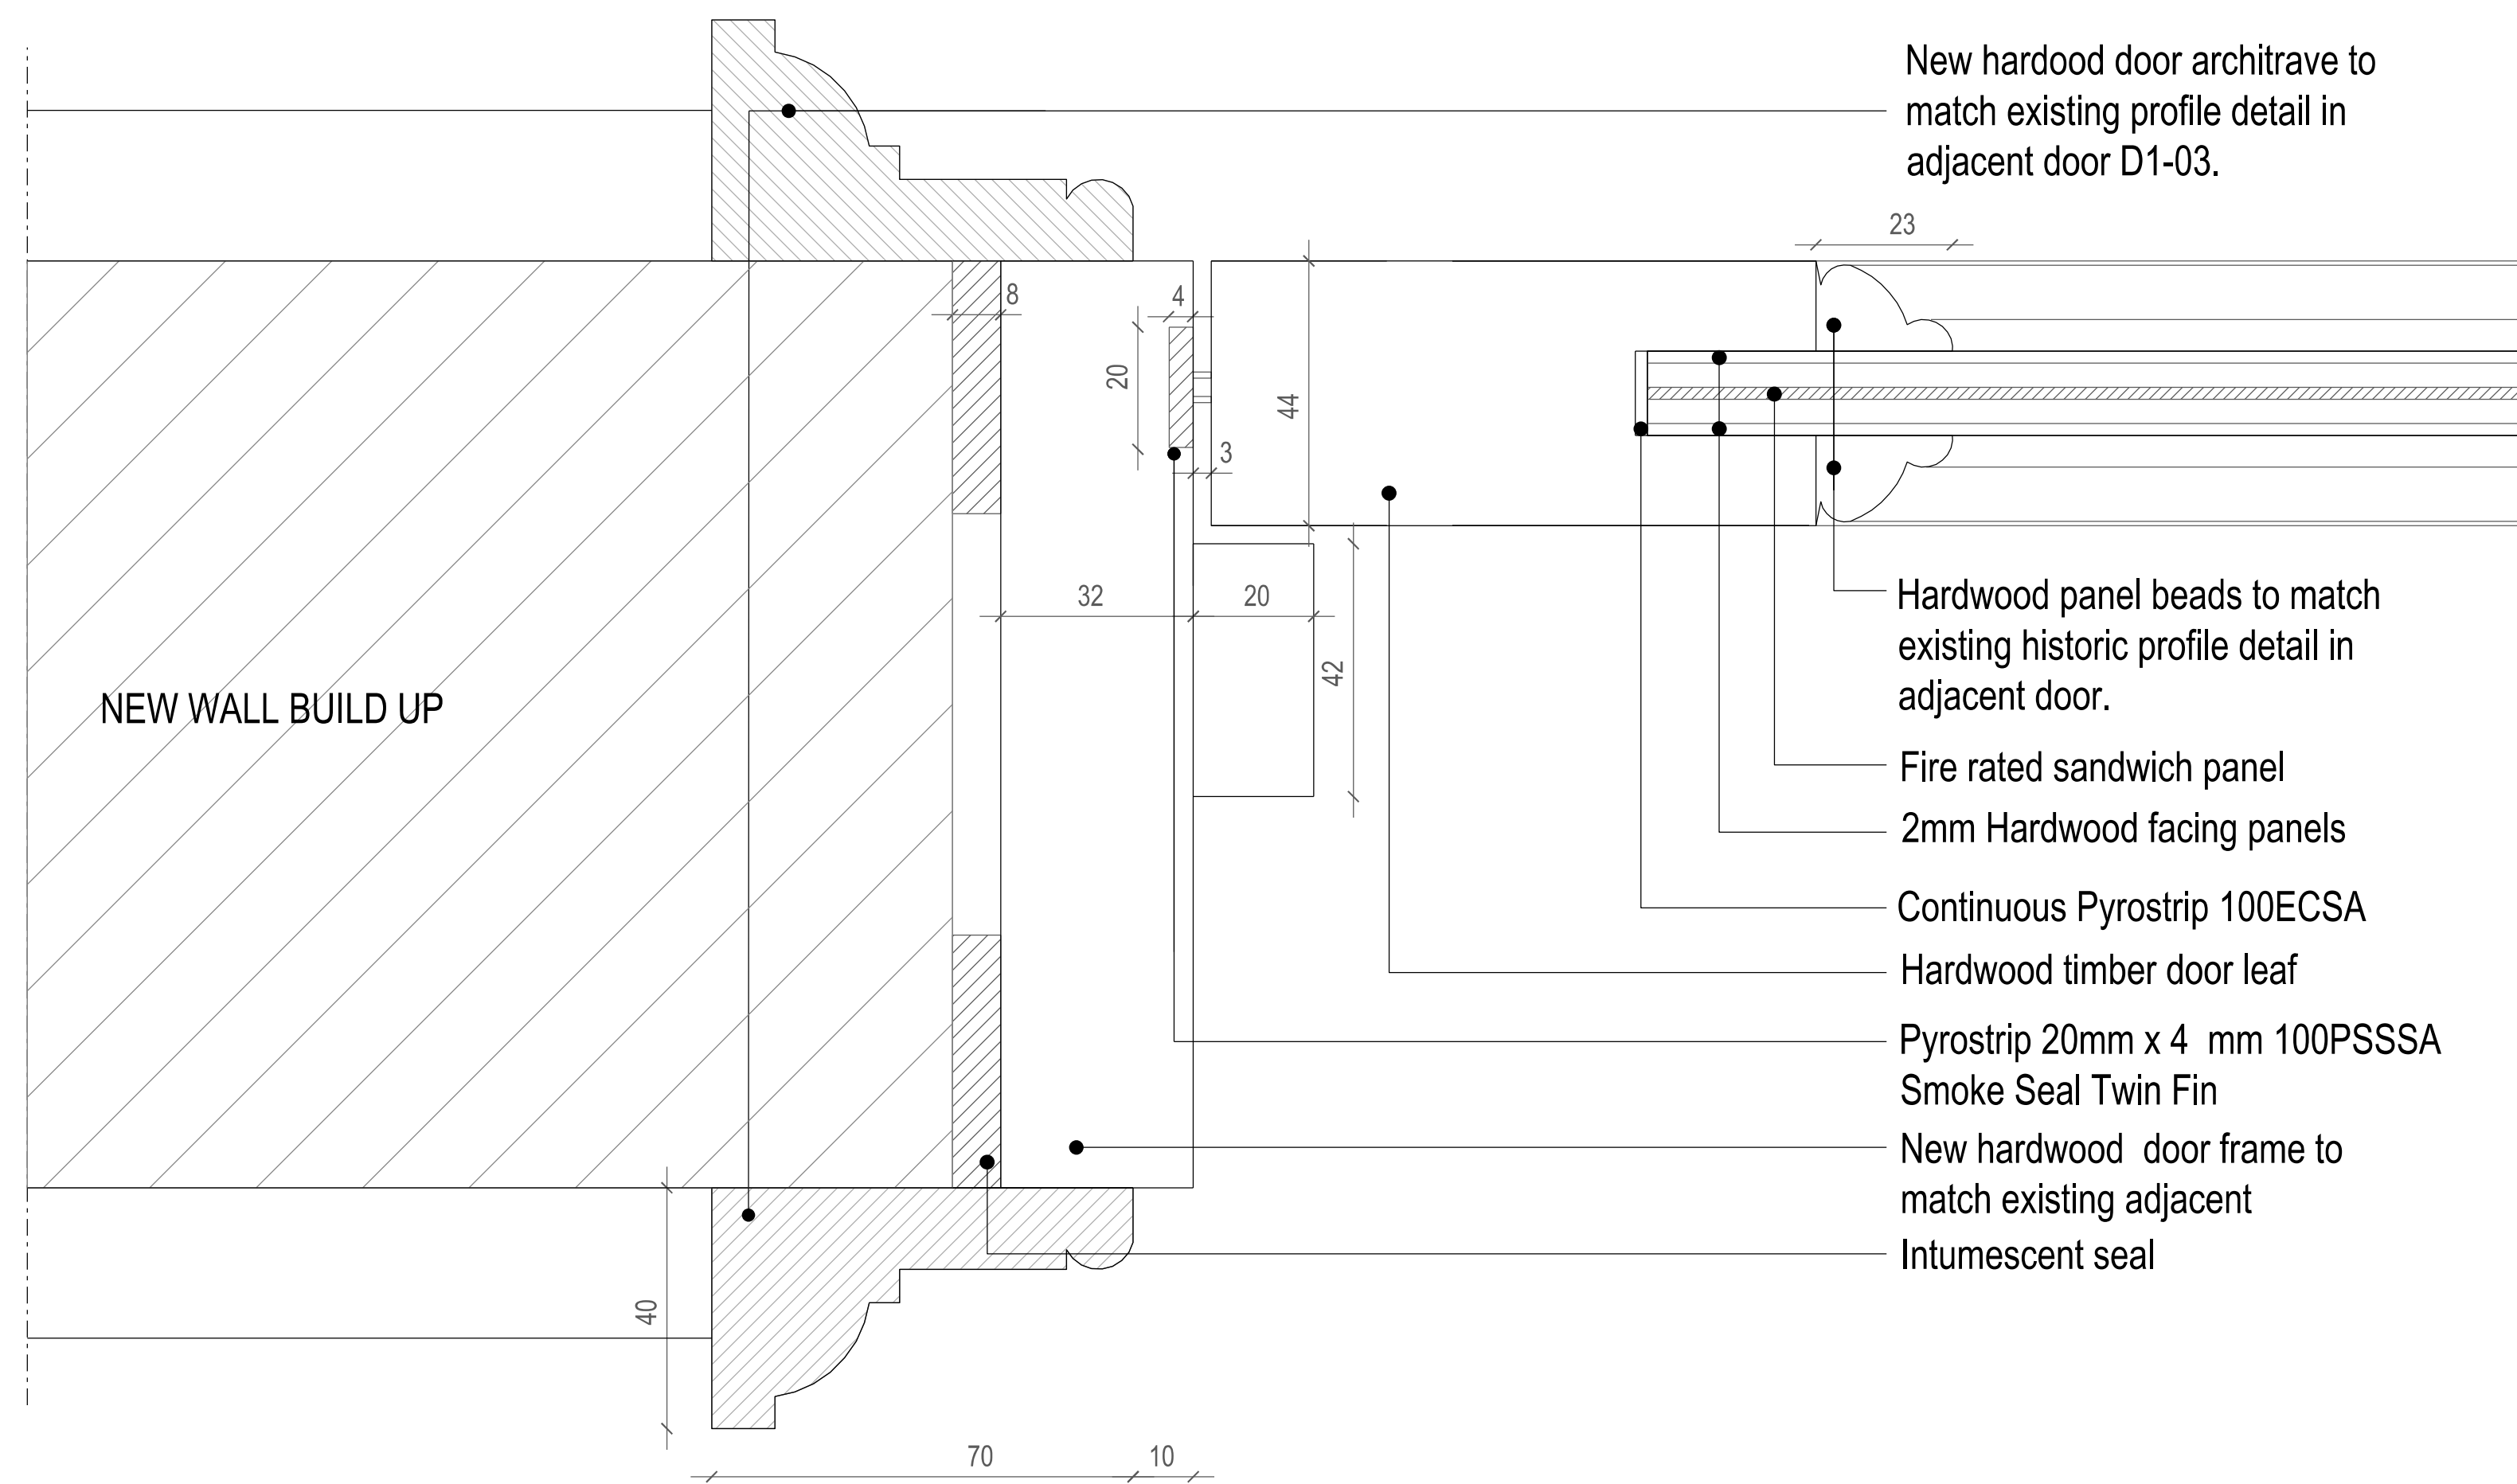 New hardood door architrave to
match existing profile detail in
adjacent door D1-03.
23
8
4
20
44
3
32
20
42
NEW WALL BUILD UP
Hardwood panel beads to match
existing historic profile detail in
adjacent door.
Fire rated sandwich panel
2mm Hardwood facing panels
Continuous Pyrostrip 100ECSA
Hardwood timber door leaf
Pyrostrip 20mm x 4  mm 100PSSSA
Smoke Seal Twin Fin
New hardwood  door frame to
match existing adjacent
Intumescent seal
40
70
10